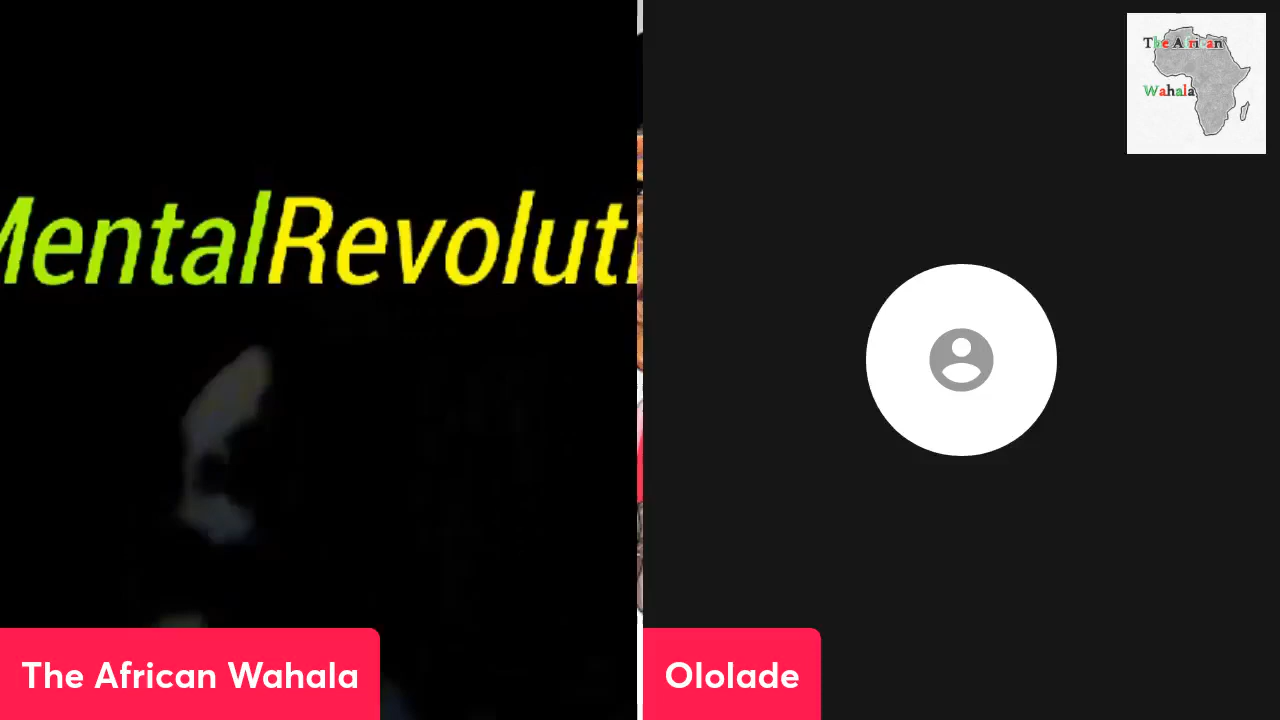 MentalRevoluti
The African
Wahala
The African Wahala
Ololade